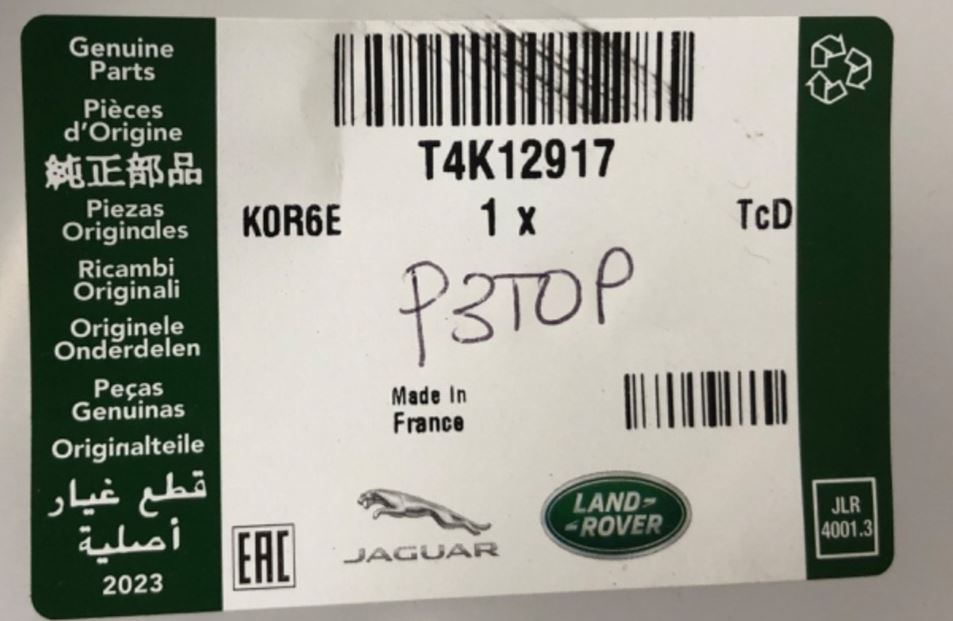 Genuine
Parts
Pièces
d'Origine
純正部品
Piezas
Originales
Ricambi
Originali
Originele
Onderdelen
Peças
Genuinas
Originalteile
قطع غيار
أصلية
2023
T4K12917
K0R6E 1 x TcD
P3TOP
Made In
France
EAC
JAGUAR
LAND-
-ROVER
JLR
4001.3